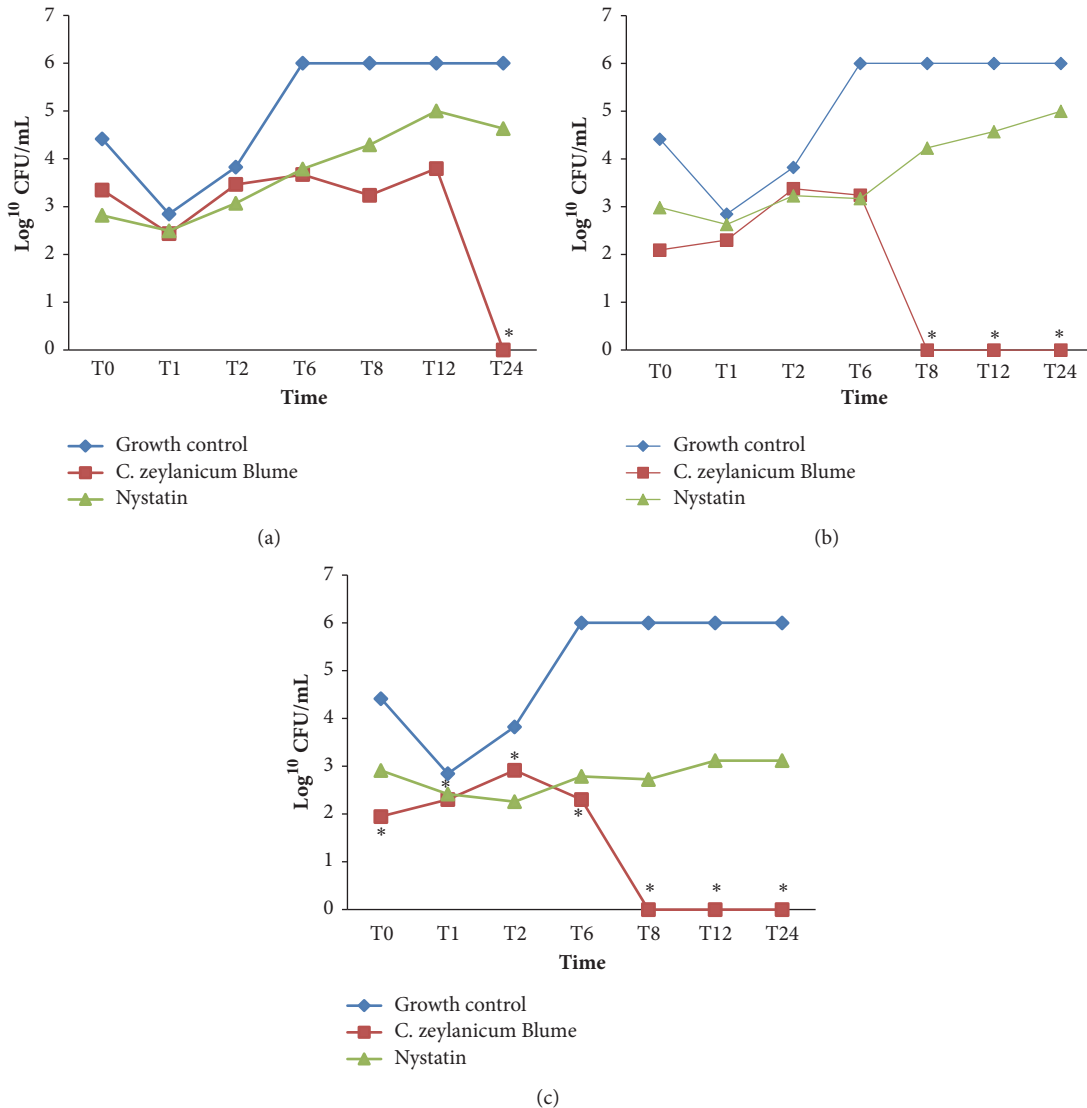 7
6
5
4
3
2
1
0
Log10 CFU/mL
*
T0 T1 T2 T6 T8 T12 T24
Time
Growth control
C. zeylanicum Blume
Nystatin
(a)
7
6
5
4
3
2
1
0
Log10 CFU/mL
* * *
T0 T1 T2 T6 T8 T12 T24
Time
Growth control
C. zeylanicum Blume
Nystatin
(b)
7
6
5
4
3
2
1
0
Log10 CFU/mL
* * * * * * *
T0 T1 T2 T6 T8 T12 T24
Time
Growth control
C. zeylanicum Blume
Nystatin
(c)